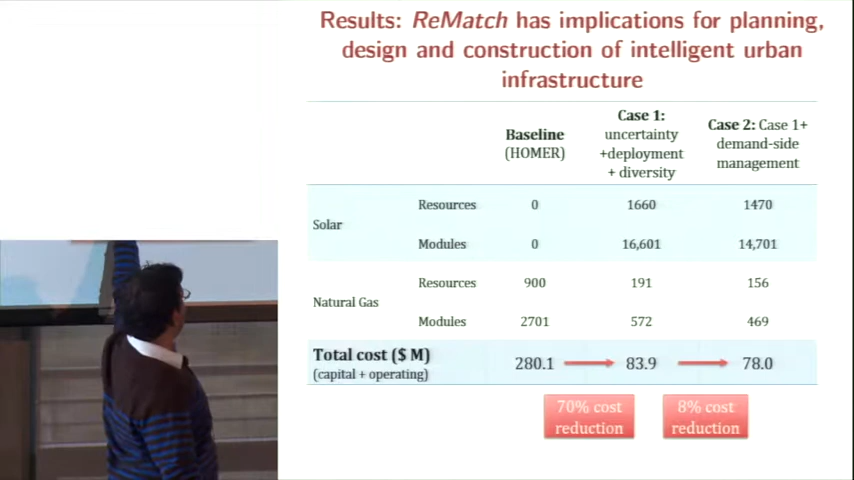 Results: ReMatch has implications for planning,
design and construction of intelligent urban
infrastructure
Baseline
(HOMER)
Case 1:
uncertainty
+deployment
+ diversity
Case 2: Case 1+
demand-side
management
Solar
Resources 0 1660 1470
Modules 0 16,601 14,701
Natural Gas
Resources 900 191 156
Modules 2701 572 469
Total cost ($ M) 280.1 83.9 78.0
(capital + operating)
70% cost
reduction
8% cost
reduction